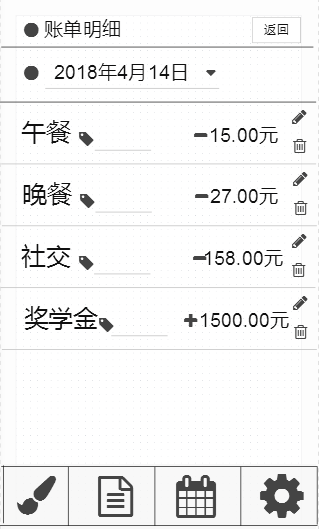 账单明细 返回
2018年4月14日
午餐 -15.00元
晚餐 -27.00元
社交 -158.00元
奖学金 +1500.00元